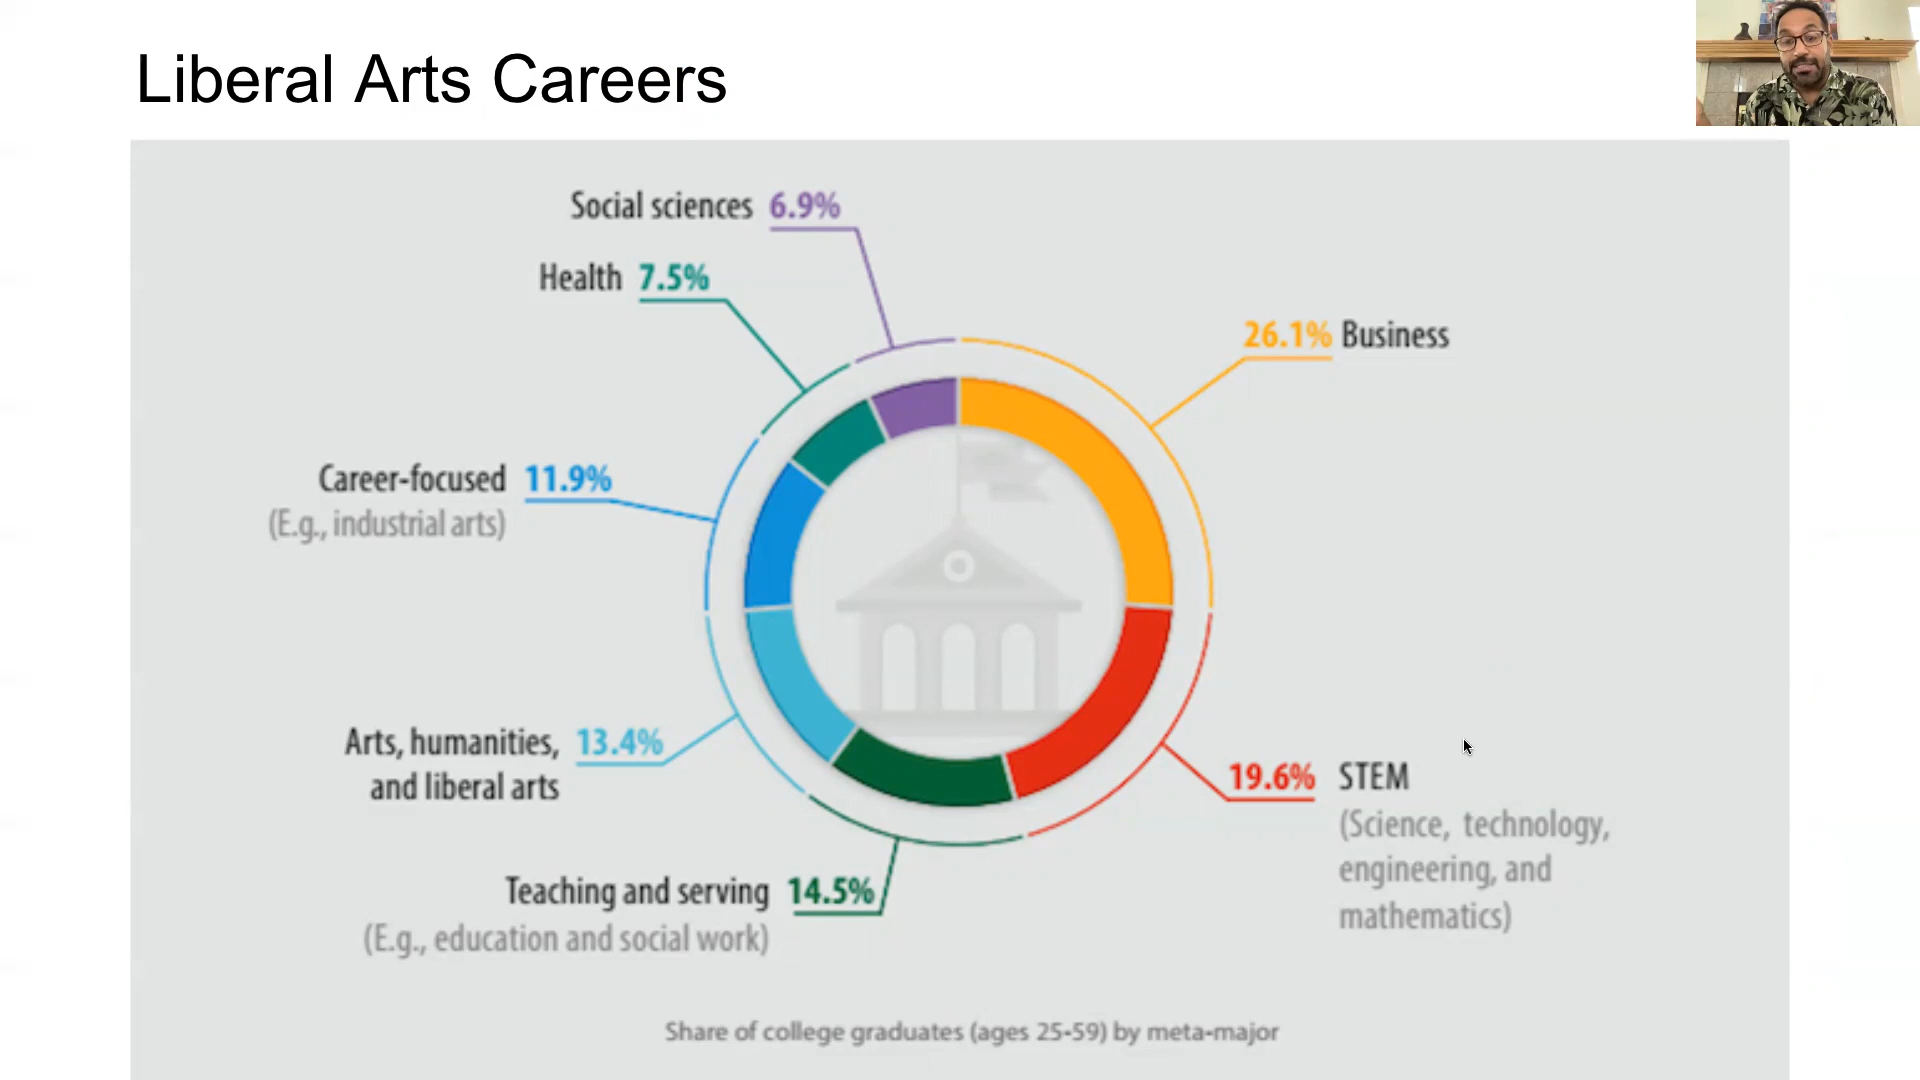 Liberal Arts Careers
Social sciences 6.9%
Health 7.5%
26.1% Business
Career-focused 11.9%
(E.g., industrial arts)
Arts, humanities, 13.4%
and liberal arts
19.6% STEM
(Science, technology,
engineering, and
mathematics)
Teaching and serving 14.5%
(E.g., education and social work)
Share of college graduates (ages 25-59) by meta-major